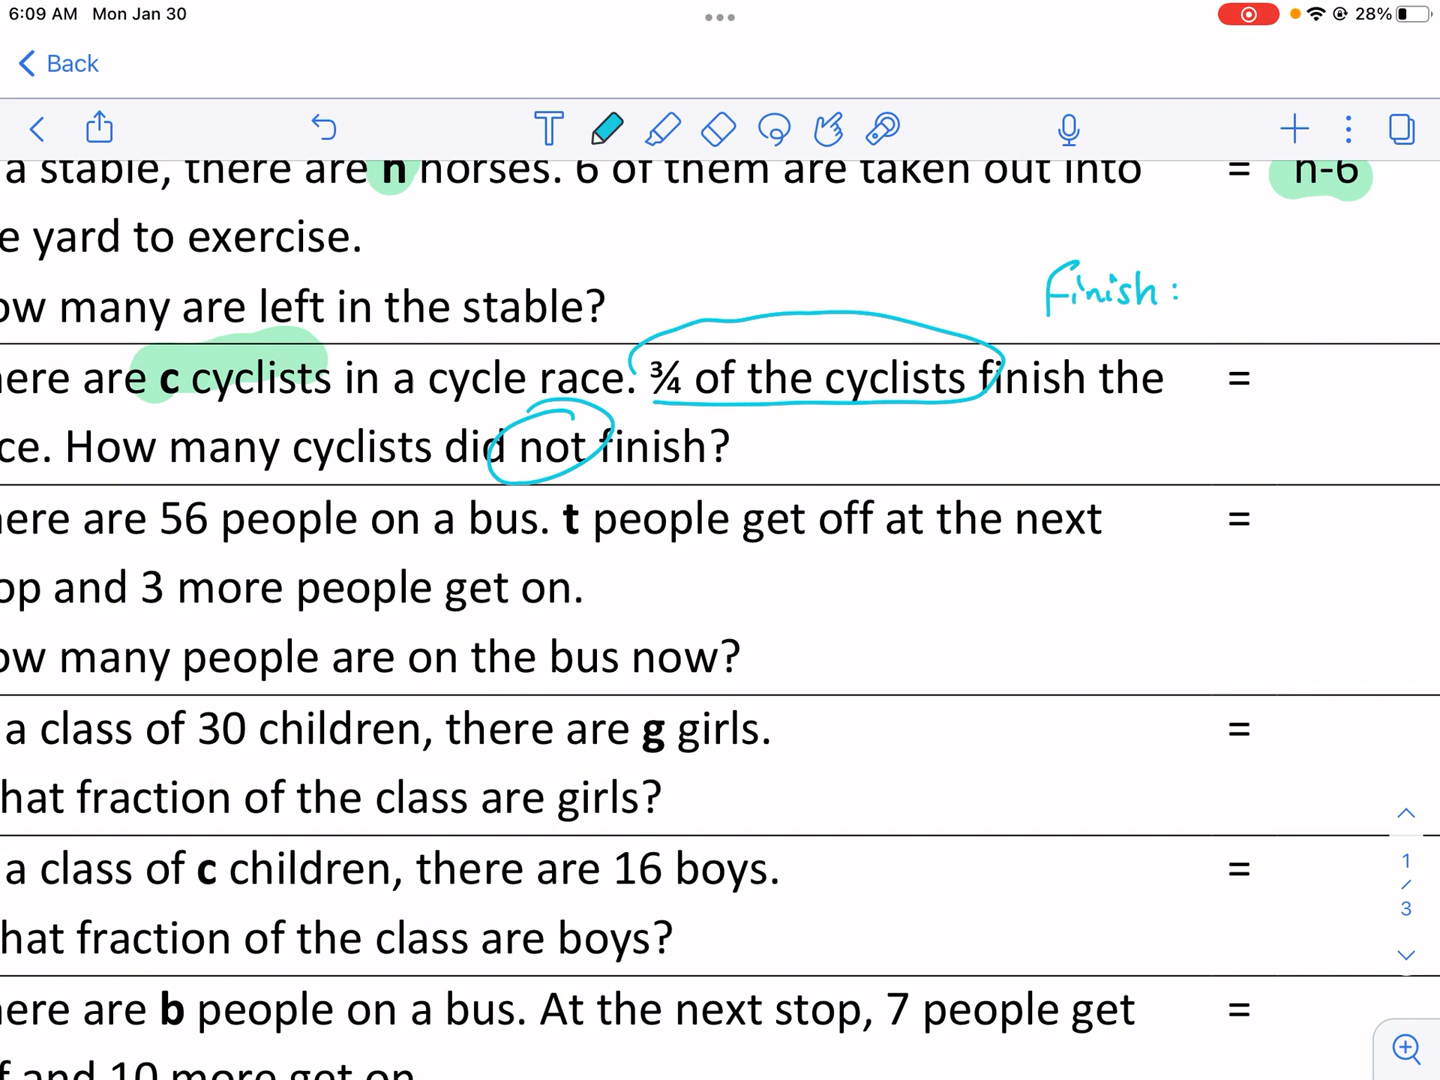 6:09 AM Mon Jan 30
28%
Back
a stable, there are n horses. 6 of them are taken out into = n-6
e yard to exercise.
ow many are left in the stable?
finish:
ere are c cyclists in a cycle race. ¾ of the cyclists finish the =
ce. How many cyclists did not finish?
ere are 56 people on a bus. t people get off at the next =
op and 3 more people get on.
ow many people are on the bus now?
a class of 30 children, there are g girls. =
hat fraction of the class are girls?
a class of c children, there are 16 boys. =
hat fraction of the class are boys?
ere are b people on a bus. At the next stop, 7 people get =
f and 10 more get on
1
/
3